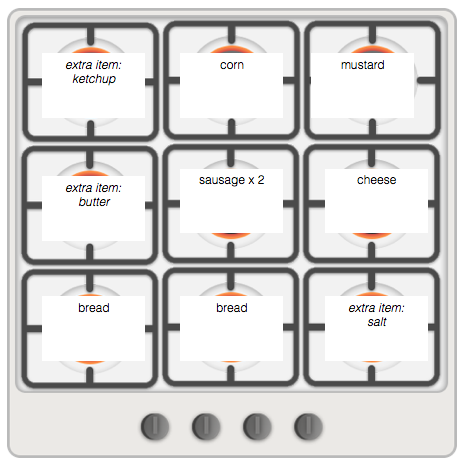 extra item:
ketchup
corn
mustard
extra item:
butter
sausage x 2
cheese
bread
bread
extra item:
salt